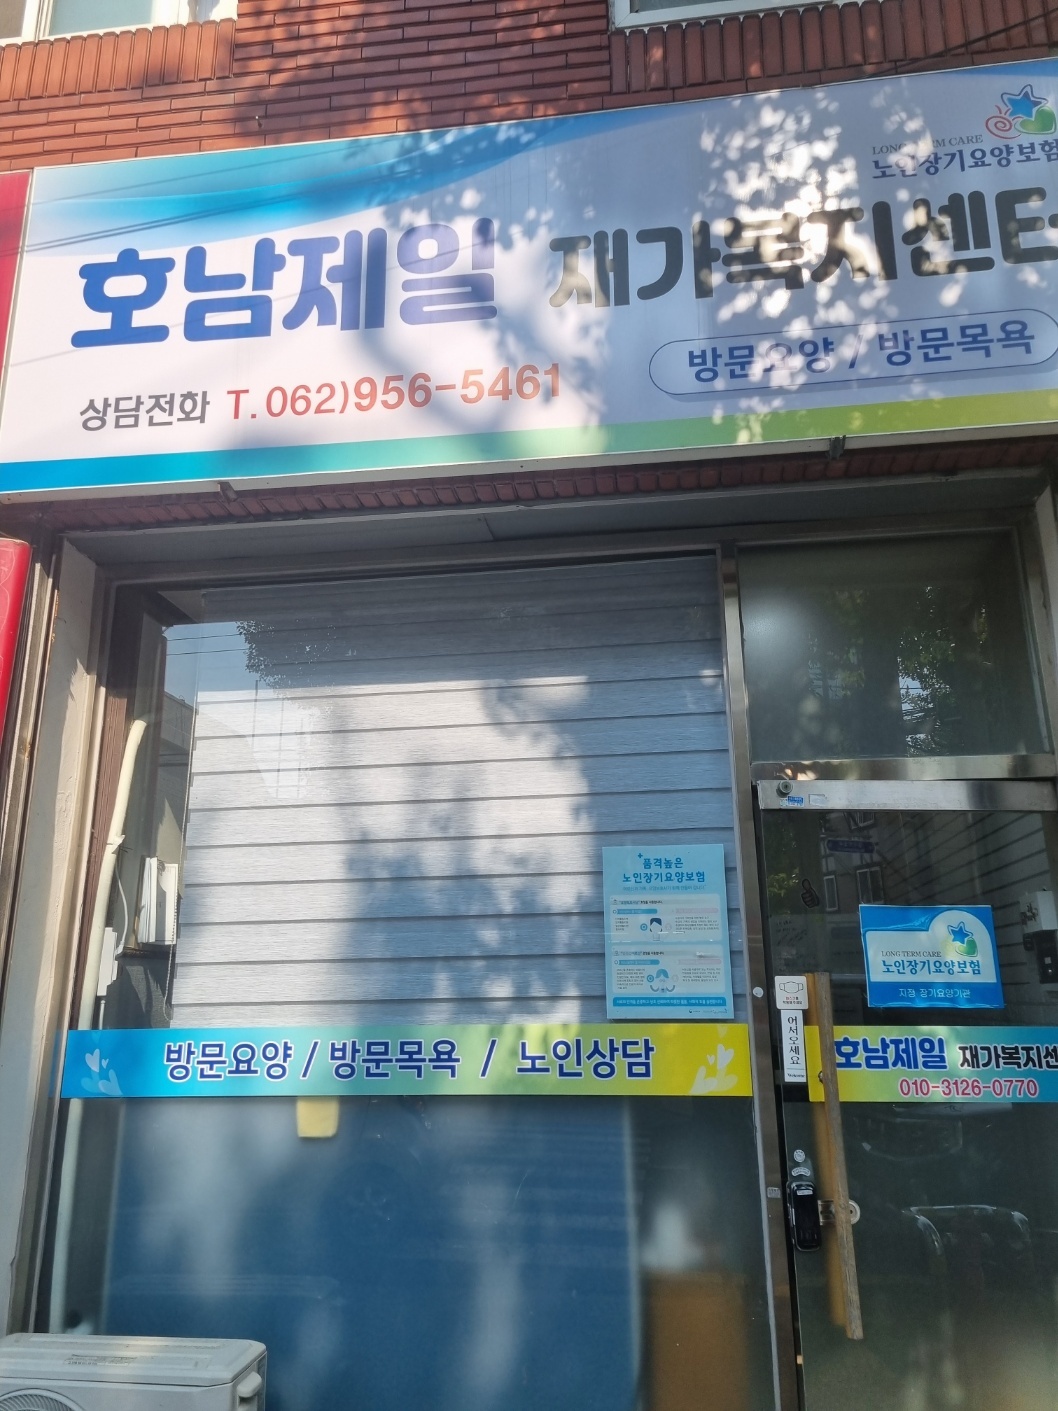 LONG TERM CARE
노인장기요양보험
호남제일 재가복지센터
방문요양 / 방문목욕
상담전화 T. 062)956-5461
품격높은
노인장기요양보험
LONG TERM CARE
노인장기요양보험
지정 장기요양기관
어서오세요
Welcome
방문요양 / 방문목욕 / 노인상담
호남제일 재가복지센
010-3126-0770